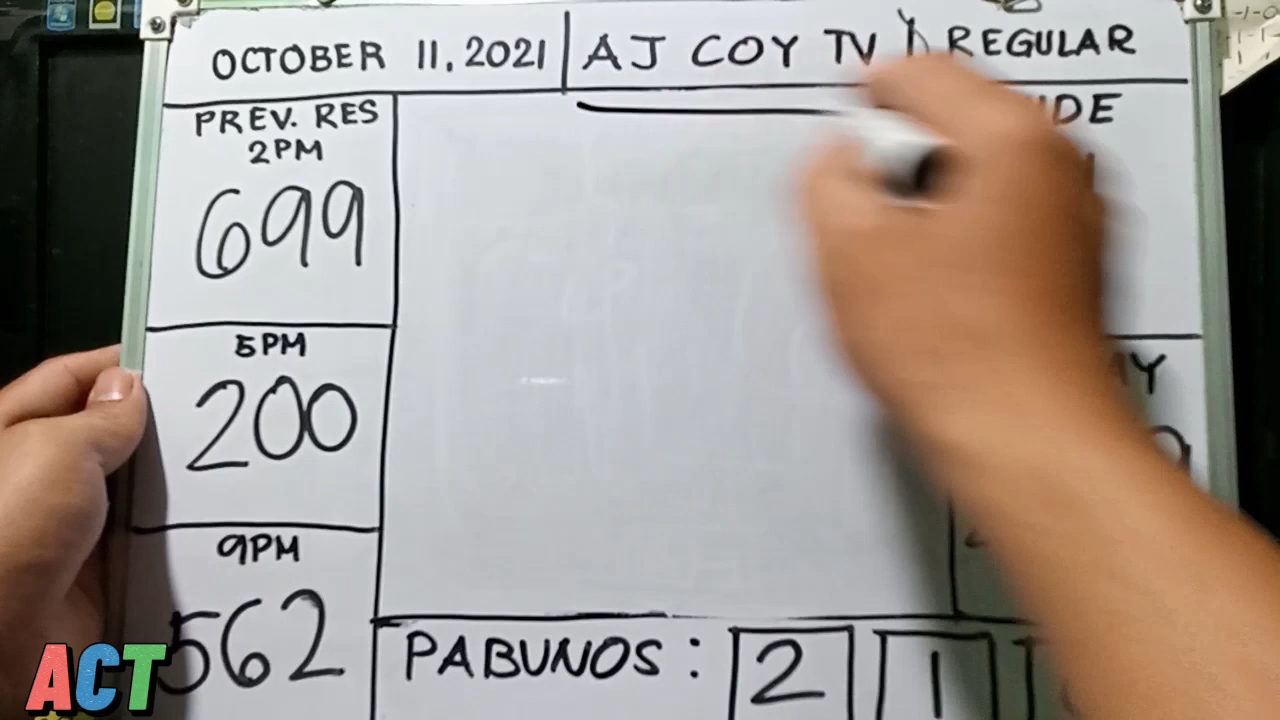 OCTOBER 11, 2021
AJ COY TV
REGULAR
PREV. RES
2PM
699
5PM
200
9PM
562
PABUNOS: 2 1
ACT